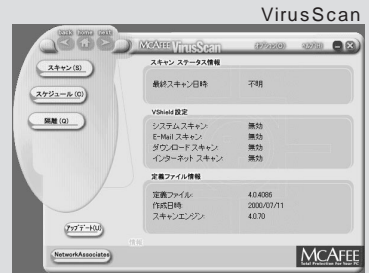 VirusScan
back home next
McAFEE VirusScan
オプション(O)
ヘルプ(H)
スキャン(S)
スケジュール(C)
隔離(Q)
アップデート(U)
NetworkAssociates
スキャン ステータス情報
最終スキャン日時: 不明
VShield 設定
システムスキャン: 無効
E-Mail スキャン: 無効
ダウンロードスキャン: 無効
インターネット スキャン: 無効
定義ファイル情報
定義ファイル: 4.0.4086
作成日時: 2000/07/11
スキャンエンジン: 4.0.70
情報
McAFEE
Total Protection for Your PC